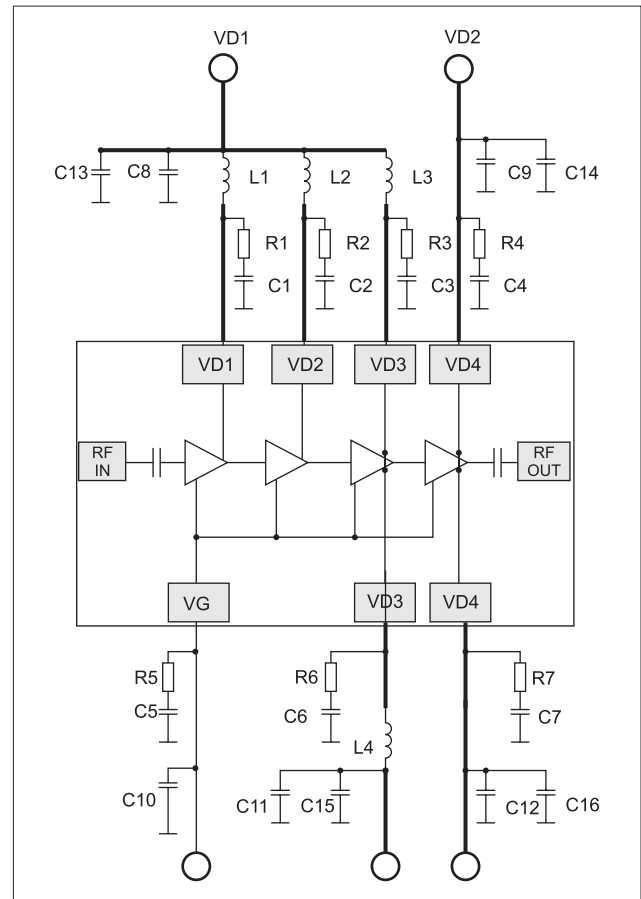 VD1 VD2
C13 C8 L1 L2 L3 C9 C14
R1 R2 R3 R4
C1 C2 C3 C4
VD1 VD2 VD3 VD4
RF
IN
RF
OUT
VG VD3 VD4
R5 R6 R7
C5 C6 C7
L4
C10 C11 C15 C12 C16